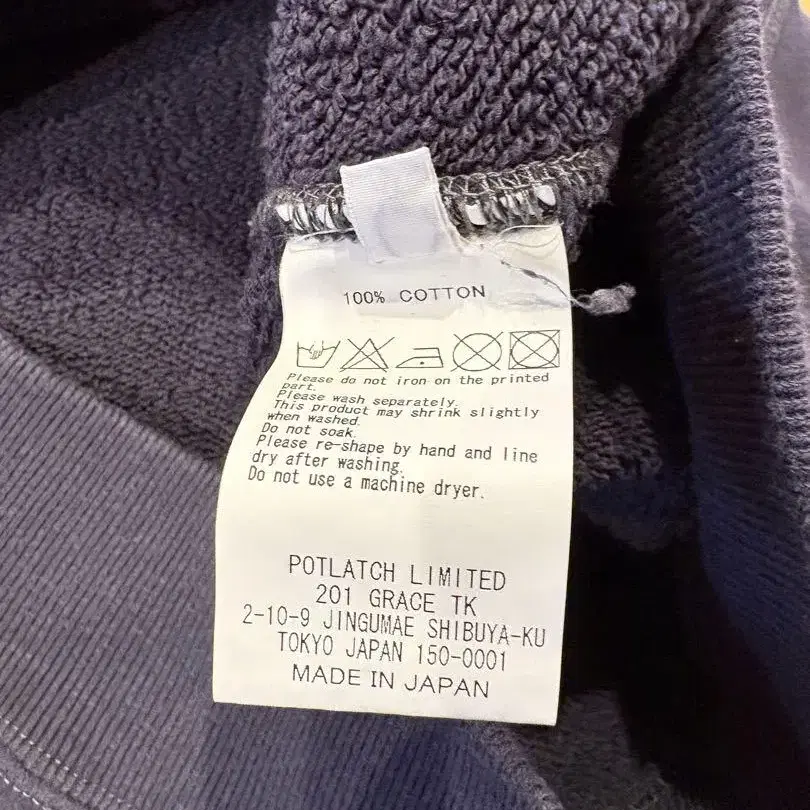 100% COTTON
Please do not iron on the printed
part.
Please wash separately.
This product may shrink slightly
when washed.
Do not soak.
Please re-shape by hand and line
dry after washing.
Do not use a machine dryer.
POTLATCH LIMITED
201 GRACE TK
2-10-9 JINGUMAE SHIBUYA-KU
TOKYO JAPAN 150-0001
MADE IN JAPAN